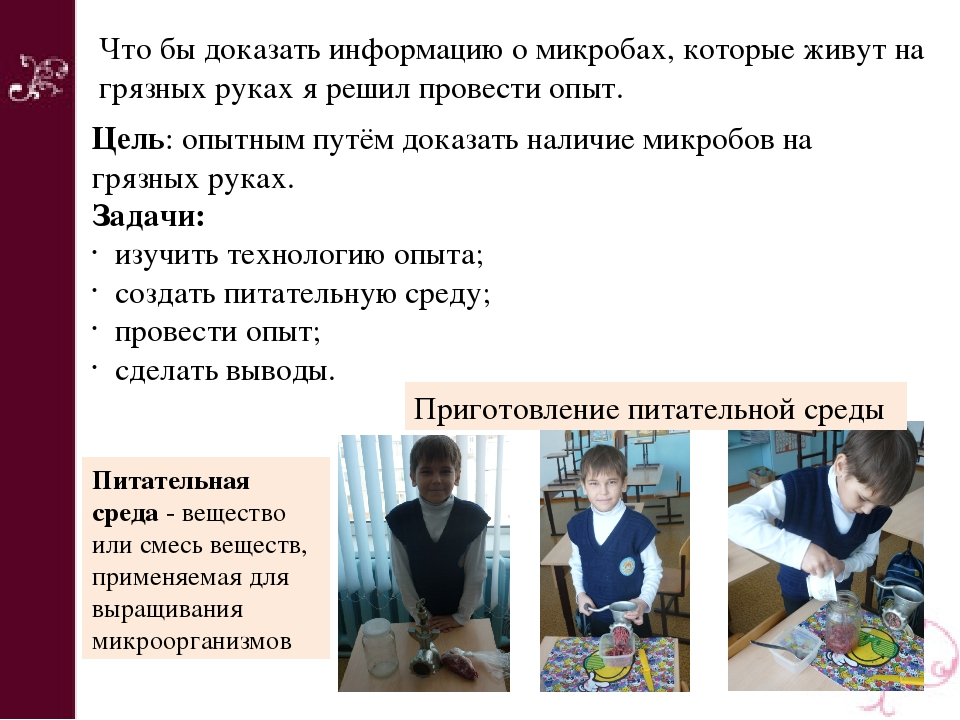 Что бы доказать информацию о микробах, которые живут на
грязных руках я решил провести опыт.
Цель: опытным путём доказать наличие микробов на
грязных руках.
Задачи:
· изучить технологию опыта;
· создать питательную среду;
· провести опыт;
· сделать выводы.
Приготовление питательной среды
Питательная
среда - вещество
или смесь веществ,
применяемая для
выращивания
микроорганизмов